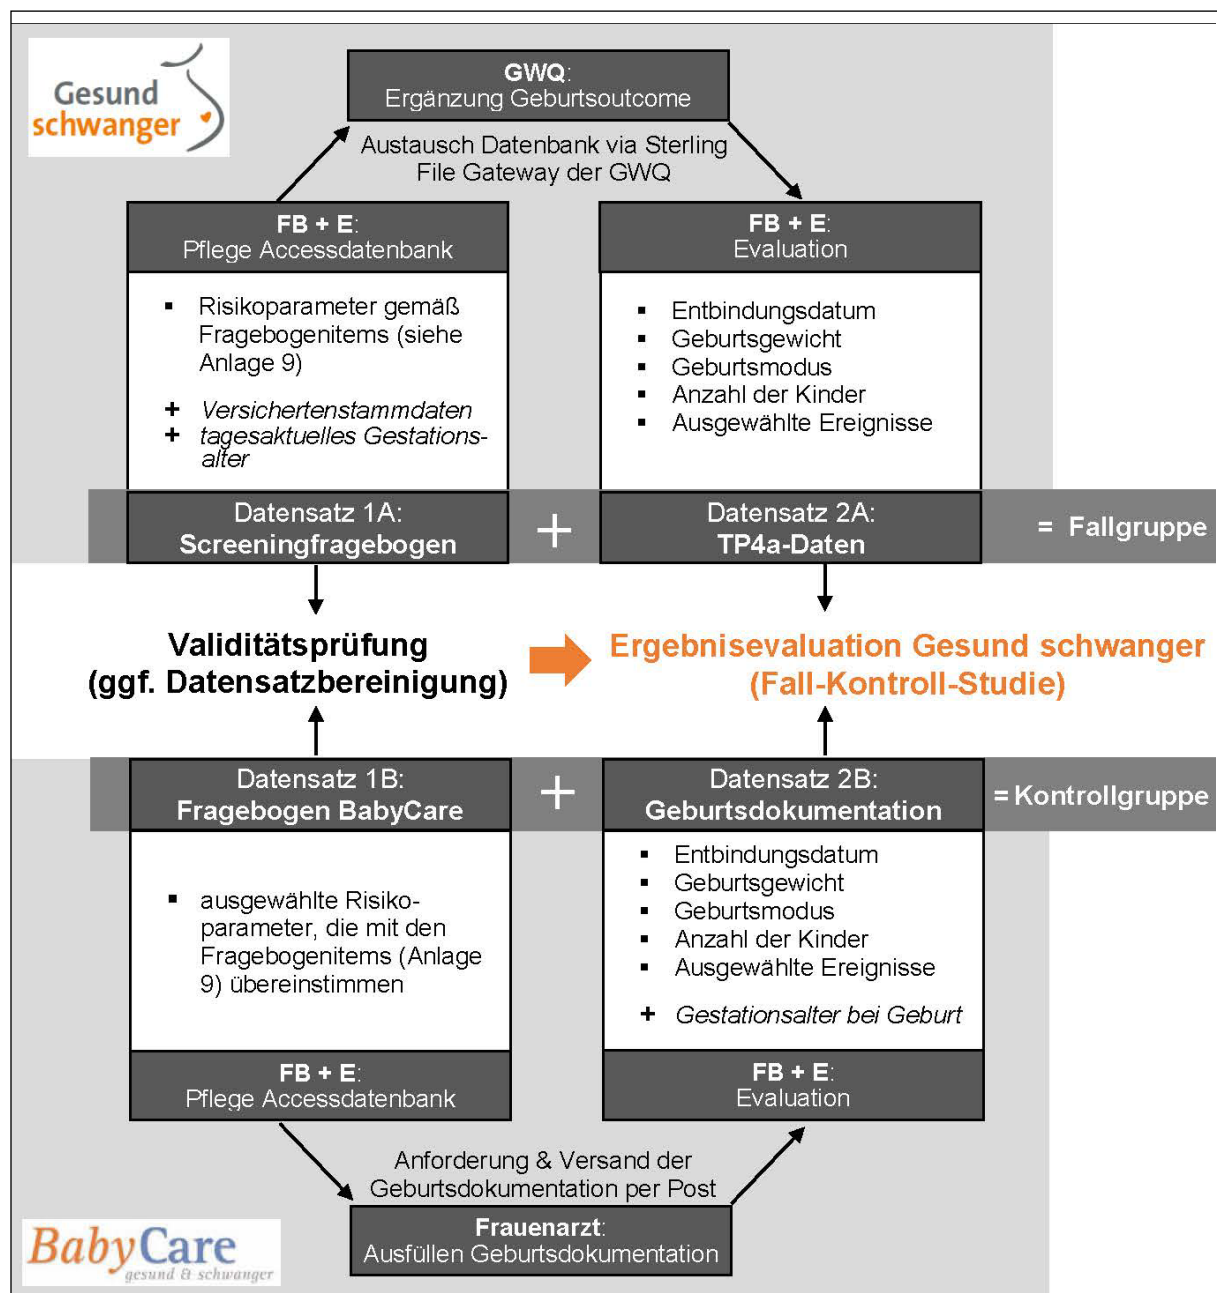 Gesund
schwanger
GWQ:
Ergänzung Geburtsoutcome
Austausch Datenbank via Sterling
File Gateway der GWQ
FB + E:
Pflege Accessdatenbank
▪ Risikoparameter gemäß
Fragebogenitems (siehe
Anlage 9)
+ Versichertenstammdaten
+ tagesaktuelles Gestations-
alter
FB + E:
Evaluation
▪ Entbindungsdatum
▪ Geburtsgewicht
▪ Geburtsmodus
▪ Anzahl der Kinder
▪ Ausgewählte Ereignisse
Datensatz 1A:
Screeningfragebogen
+
Datensatz 2A:
TP4a-Daten
= Fallgruppe
Validitätsprüfung
(ggf. Datensatzbereinigung)
Ergebnisevaluation Gesund schwanger
(Fall-Kontroll-Studie)
Datensatz 1B:
Fragebogen BabyCare
+
Datensatz 2B:
Geburtsdokumentation
= Kontrollgruppe
▪ ausgewählte Risiko-
parameter, die mit den
Fragebogenitems (Anlage
9) übereinstimmen
▪ Entbindungsdatum
▪ Geburtsgewicht
▪ Geburtsmodus
▪ Anzahl der Kinder
▪ Ausgewählte Ereignisse
+ Gestationsalter bei Geburt
FB + E:
Pflege Accessdatenbank
FB + E:
Evaluation
Anforderung & Versand der
Geburtsdokumentation per Post
Frauenarzt:
Ausfüllen Geburtsdokumentation
BabyCare
gesund & schwanger